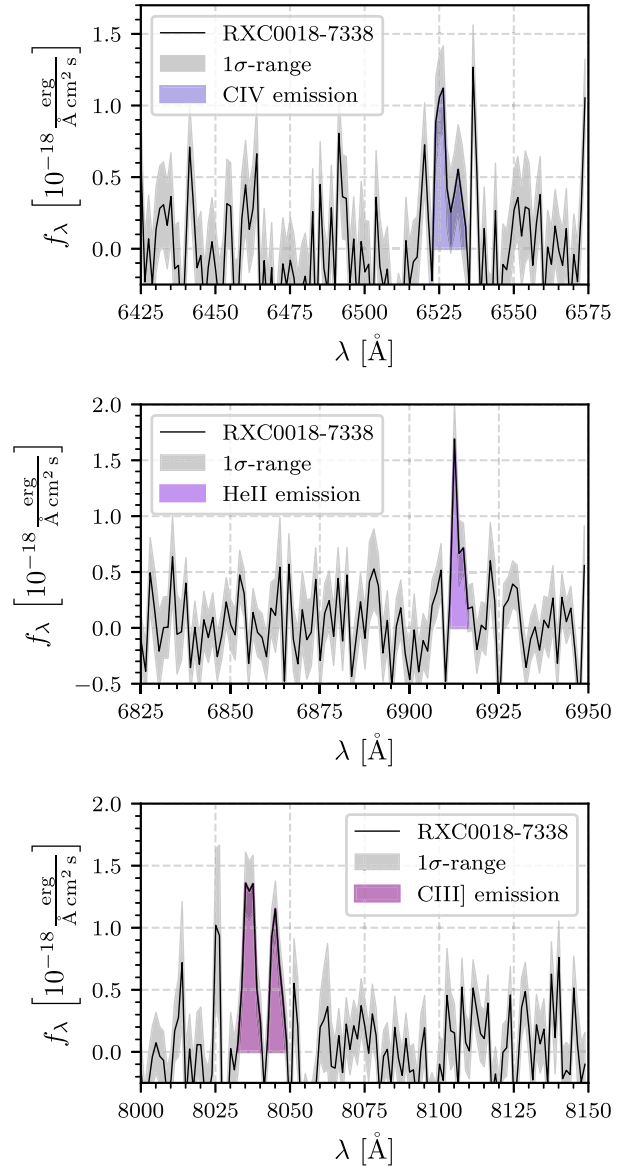 RXC0018-7338
1σ-range
CIV emission
1.5
1.0
0.5
0.0
fλ [10−18 erg/Å cm2 s]
6425 6450 6475 6500 6525 6550 6575
λ [Å]
RXC0018-7338
1σ-range
HeII emission
2.0
1.5
1.0
0.5
0.0
−0.5
fλ [10−18 erg/Å cm2 s]
6825 6850 6875 6900 6925 6950
λ [Å]
RXC0018-7338
1σ-range
CIII] emission
2.0
1.5
1.0
0.5
0.0
fλ [10−18 erg/Å cm2 s]
8000 8025 8050 8075 8100 8125 8150
λ [Å]